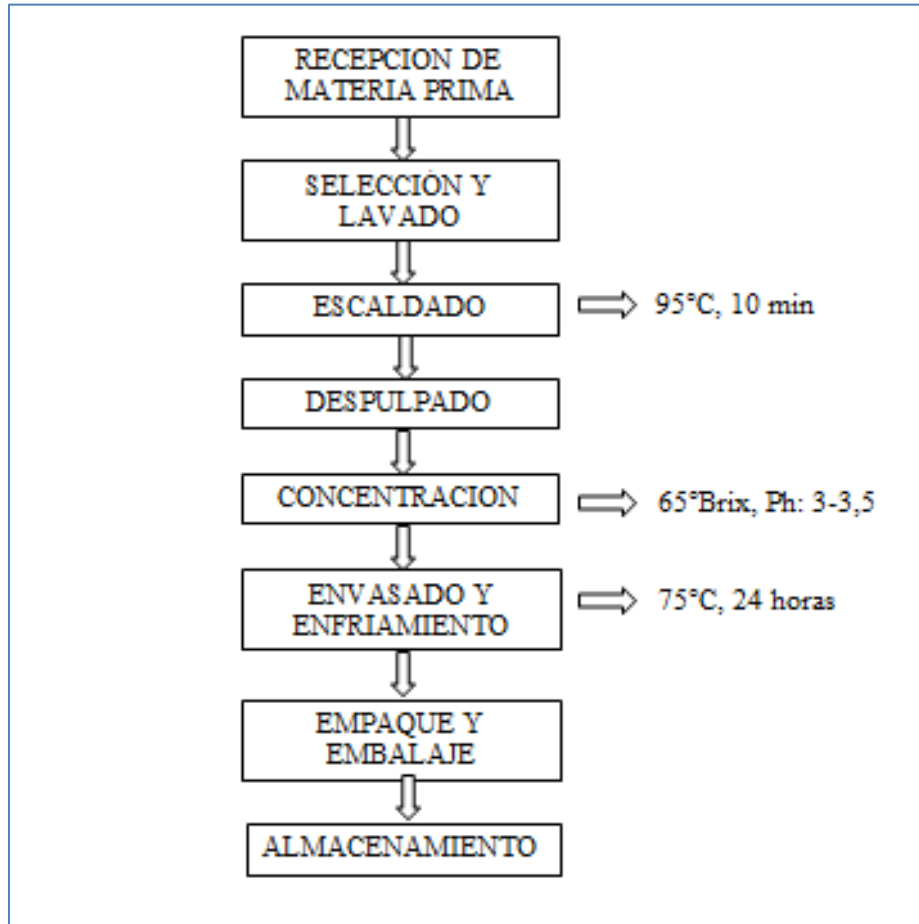 RECEPCION DE
MATERIA PRIMA
SELECCIÓN Y
LAVADO
ESCALDADO
95°C, 10 min
DESPULPADO
CONCENTRACION
65°Brix, Ph: 3-3,5
ENVASADO Y
ENFRIAMIENTO
75°C, 24 horas
EMPAQUE Y
EMBALAJE
ALMACENAMIENTO